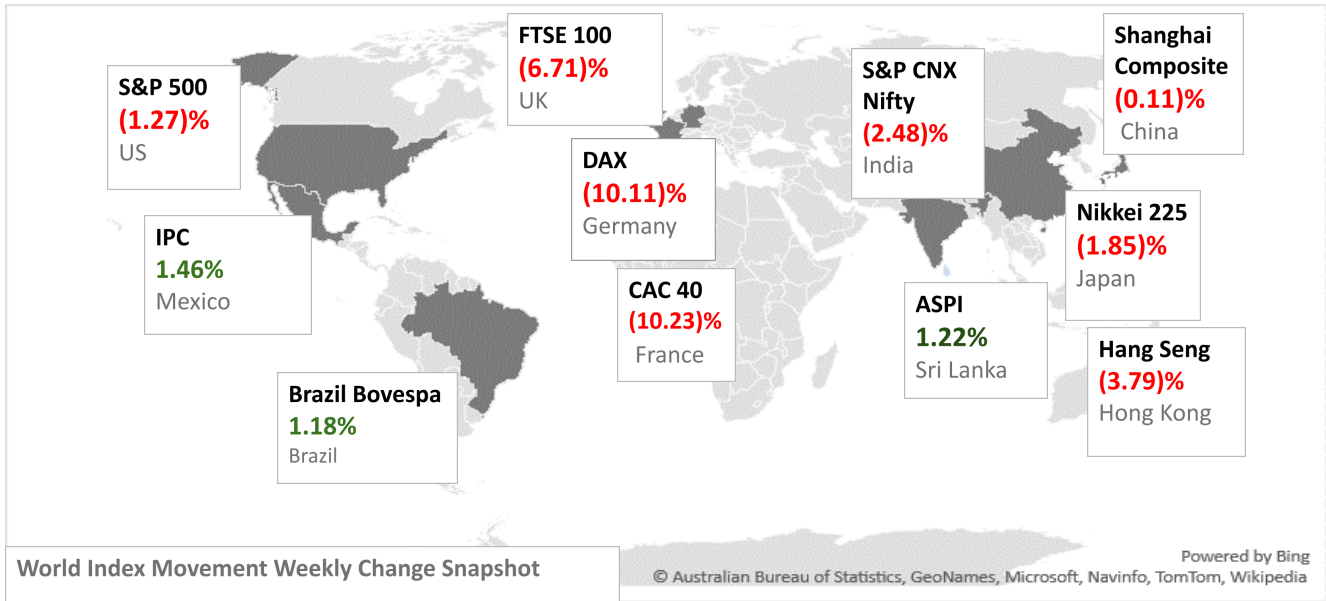 S&P 500
(1.27)%
US
IPC
1.46%
Mexico
Brazil Bovespa
1.18%
Brazil
FTSE 100
(6.71)%
UK
DAX
(10.11)%
Germany
CAC 40
(10.23)%
France
S&P CNX
Nifty
(2.48)%
India
ASPI
1.22%
Sri Lanka
Shanghai
Composite
(0.11)%
China
Nikkei 225
(1.85)%
Japan
Hang Seng
(3.79)%
Hong Kong
World Index Movement Weekly Change Snapshot
Powered by Bing
© Australian Bureau of Statistics, GeoNames, Microsoft, Navinfo, TomTom, Wikipedia